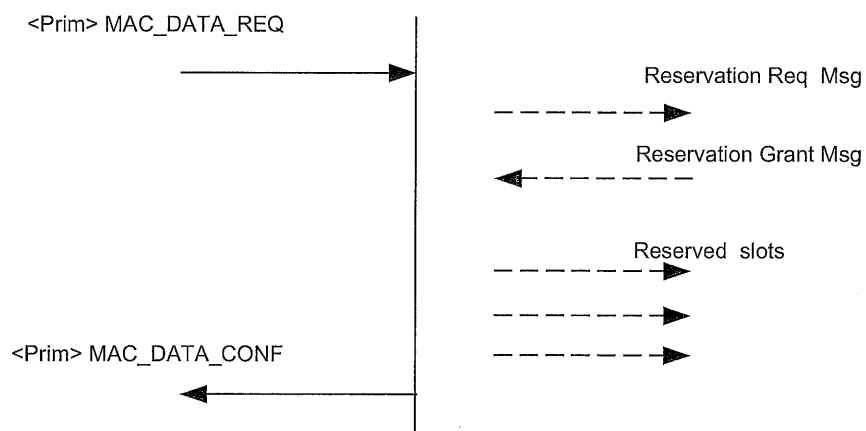 <Prim> MAC_DATA_REQ
Reservation Req Msg
Reservation Grant Msg
Reserved slots
<Prim> MAC_DATA_CONF